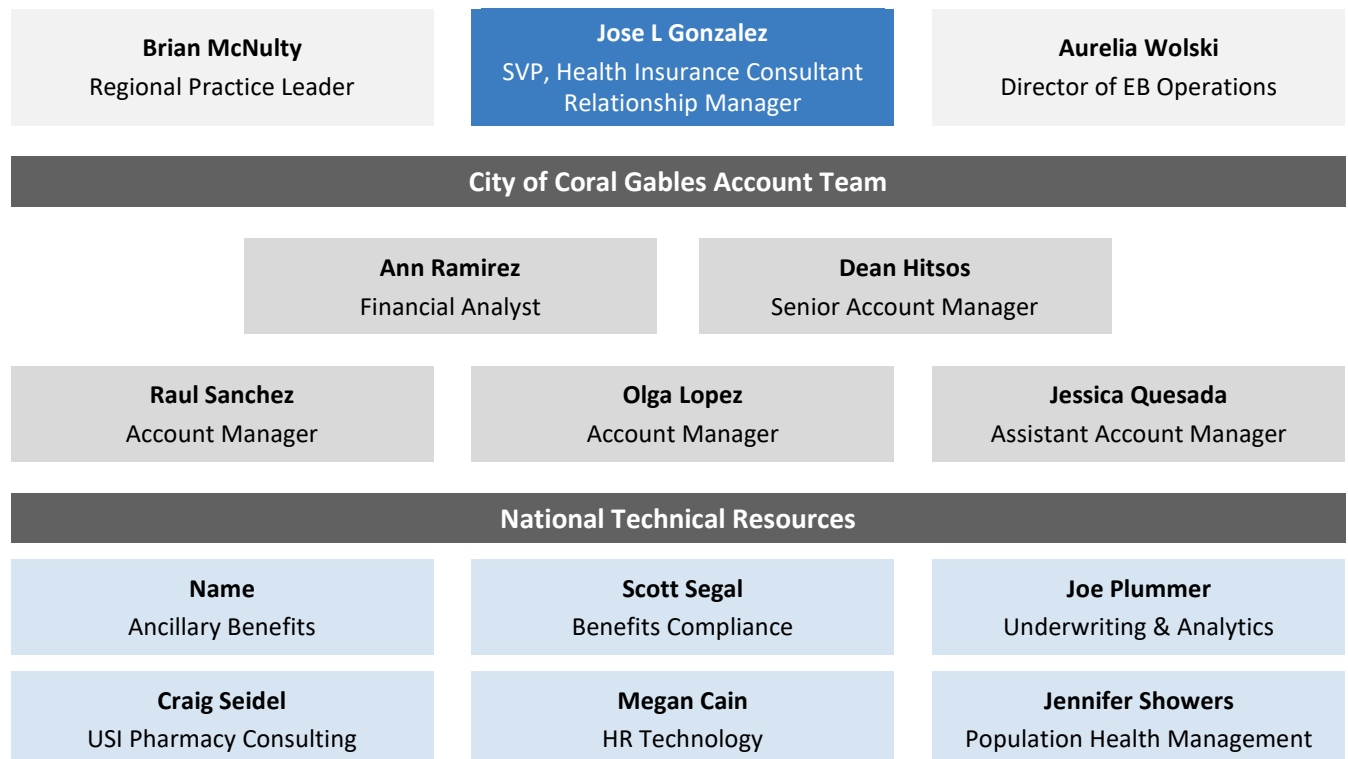 Brian McNulty
Regional Practice Leader
Jose L Gonzalez
SVP, Health Insurance Consultant
Relationship Manager
Aurelia Wolski
Director of EB Operations
City of Coral Gables Account Team
Ann Ramirez
Financial Analyst
Dean Hitsos
Senior Account Manager
Raul Sanchez
Account Manager
Olga Lopez
Account Manager
Jessica Quesada
Assistant Account Manager
National Technical Resources
Name
Ancillary Benefits
Scott Segal
Benefits Compliance
Joe Plummer
Underwriting & Analytics
Craig Seidel
USI Pharmacy Consulting
Megan Cain
HR Technology
Jennifer Showers
Population Health Management